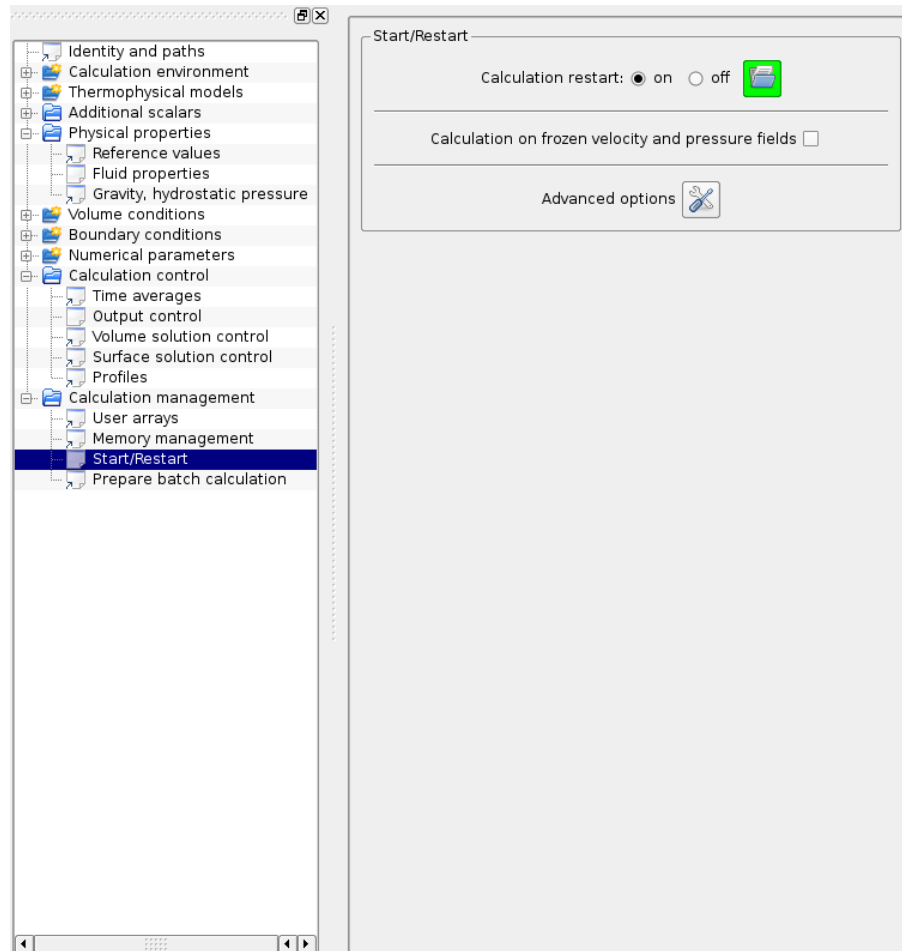 Identity and paths
Calculation environment
Thermophysical models
Additional scalars
Physical properties
Reference values
Fluid properties
Gravity, hydrostatic pressure
Volume conditions
Boundary conditions
Numerical parameters
Calculation control
Time averages
Output control
Volume solution control
Surface solution control
Profiles
Calculation management
User arrays
Memory management
Start/Restart
Prepare batch calculation
Start/Restart
Calculation restart: on off
Calculation on frozen velocity and pressure fields
Advanced options